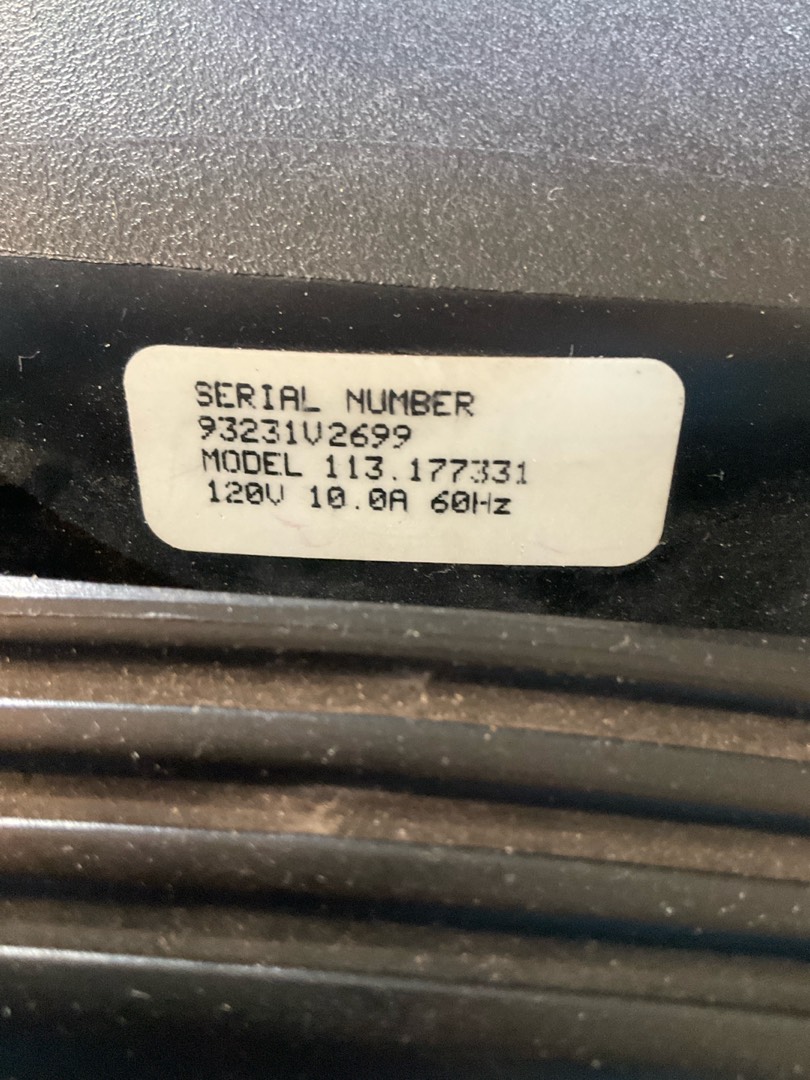 SERIAL NUMBER
93231V2699
MODEL 113.177331
120V 10.0A 60Hz